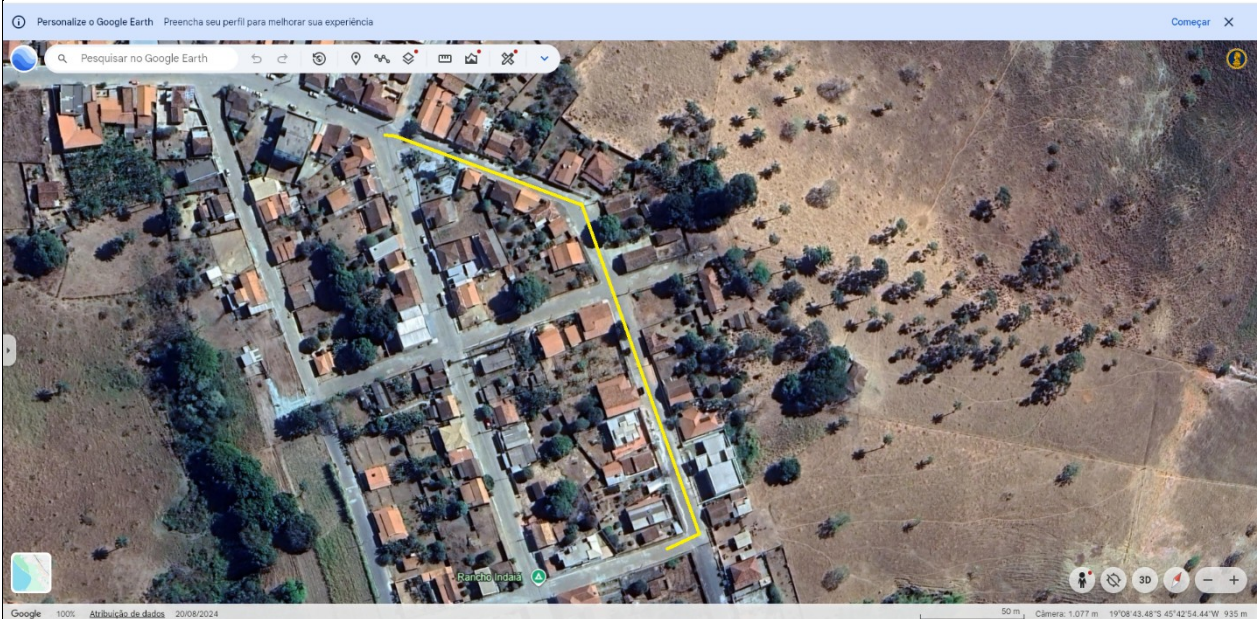 Personalize o Google Earth Preencha seu perfil para melhorar sua experiência Começar
Pesquisar no Google Earth
3D
Rancho Indaiá
Google 100% Atribuição de dados 20/08/2024 50 m Câmera: 1.077 m 19°08'43.48"S 45°42'54.44"W 935 m